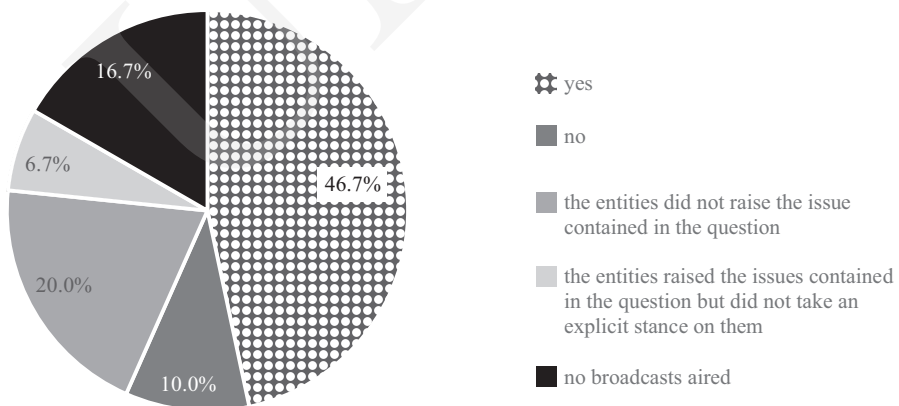 16.7%
6.7%
46.7%
20.0%
10.0%
yes
no
the entities did not raise the issue
contained in the question
the entities raised the issues contained
in the question but did not take an
explicit stance on them
no broadcasts aired